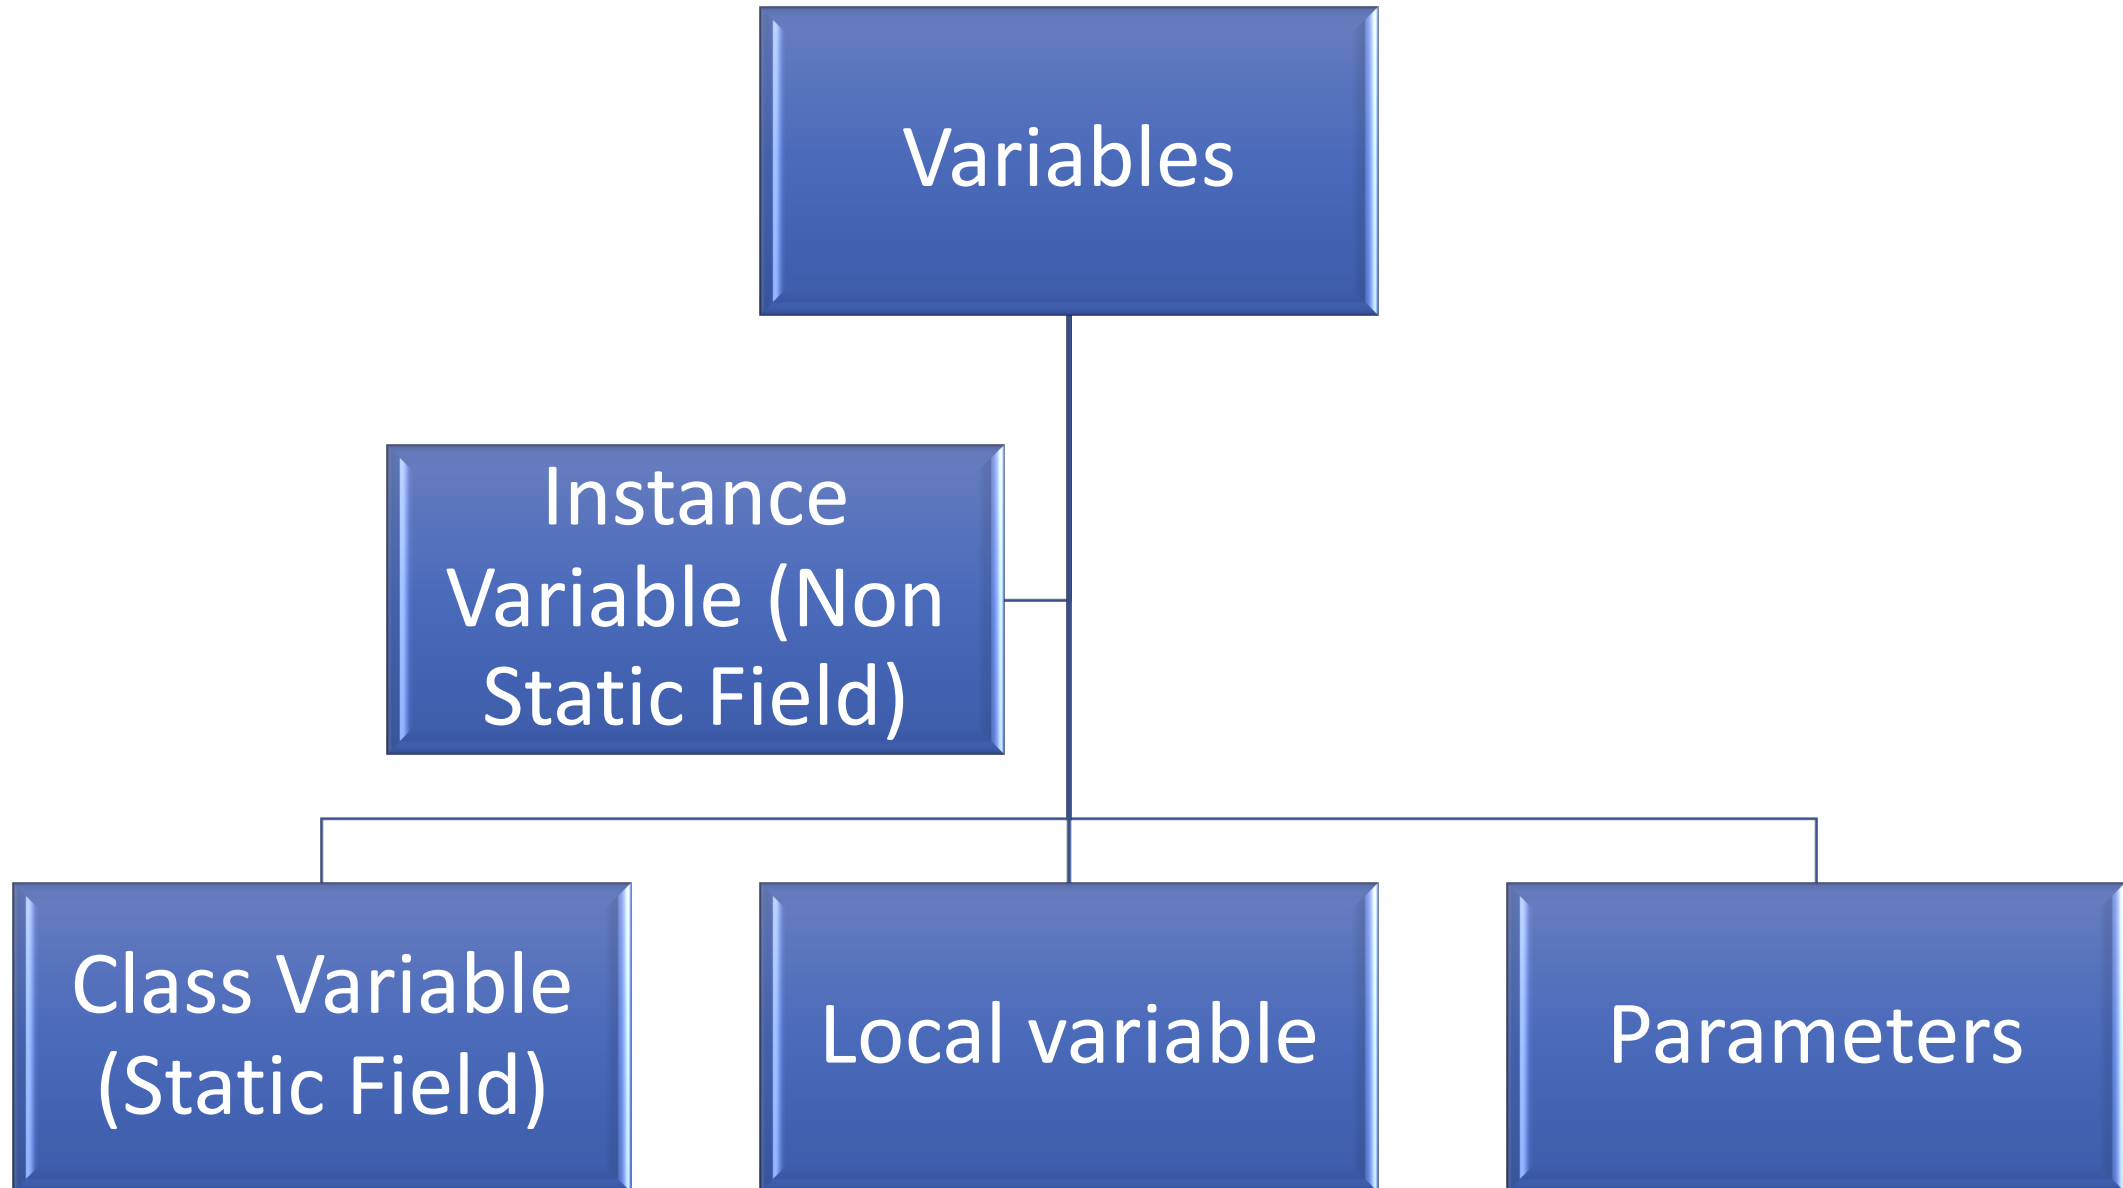 Variables
Instance
Variable (Non
Static Field)
Class Variable
(Static Field)
Local variable
Parameters